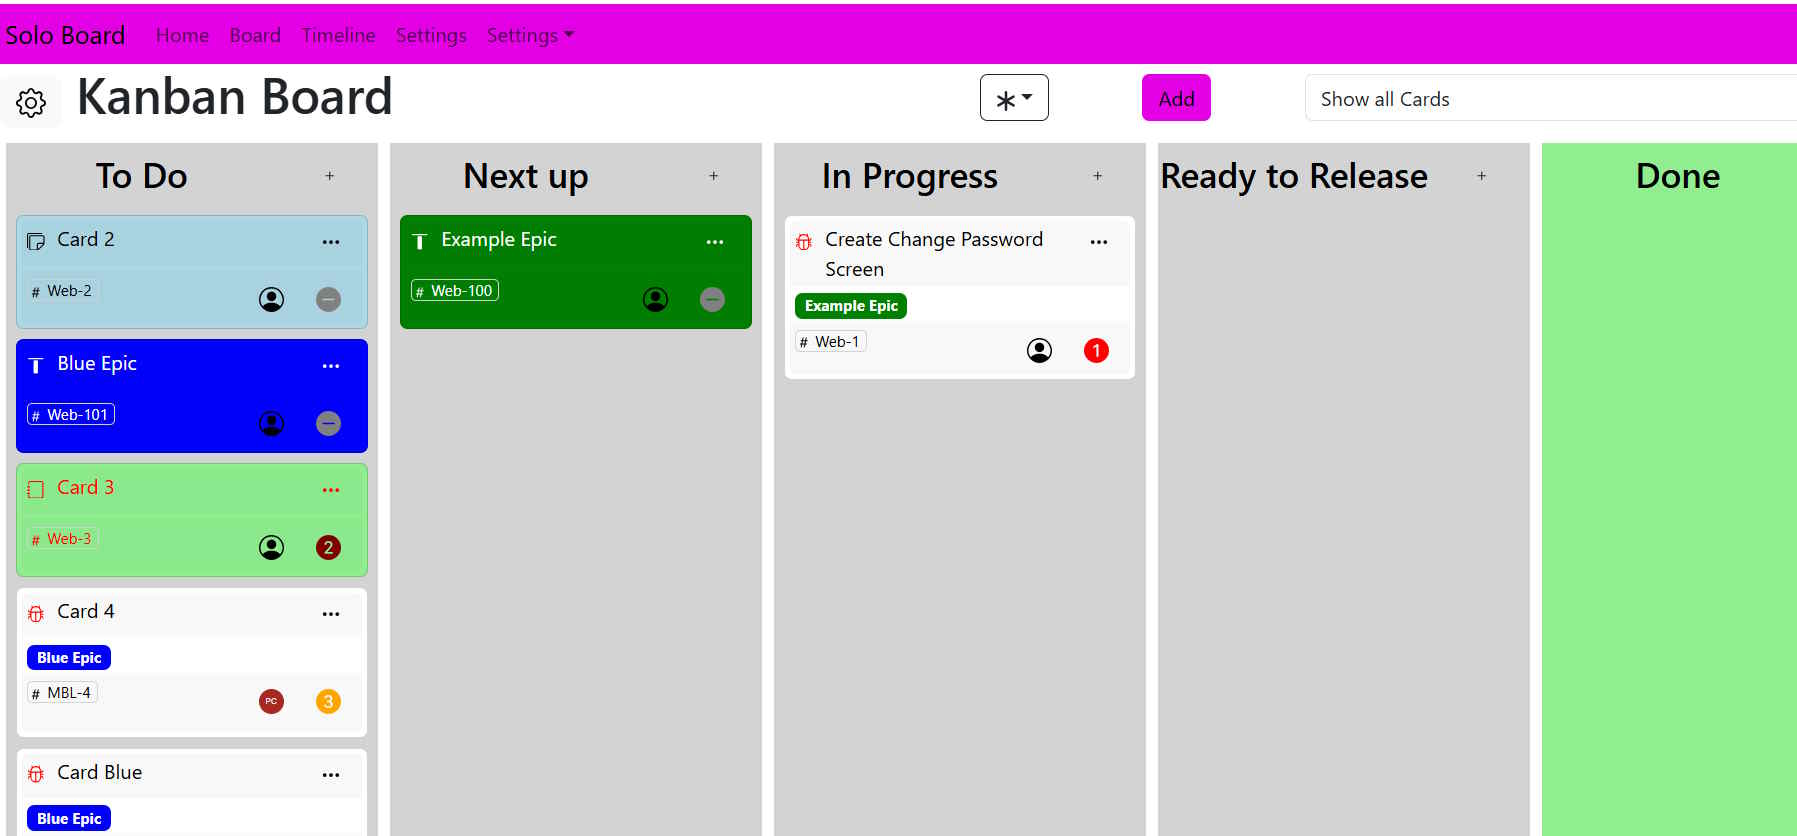 Solo Board Home Board Timeline Settings Settings
Kanban Board
Add
Show all Cards
To Do +
Card 2 ...
# Web-2
Blue Epic ...
# Web-101
Card 3 ...
# Web-3
2
Card 4 ...
Blue Epic
# MBL-4
PC
3
Card Blue ...
Blue Epic
Next up +
Example Epic ...
# Web-100
In Progress +
Create Change Password ...
Screen
Example Epic
# Web-1
1
Ready to Release +
Done